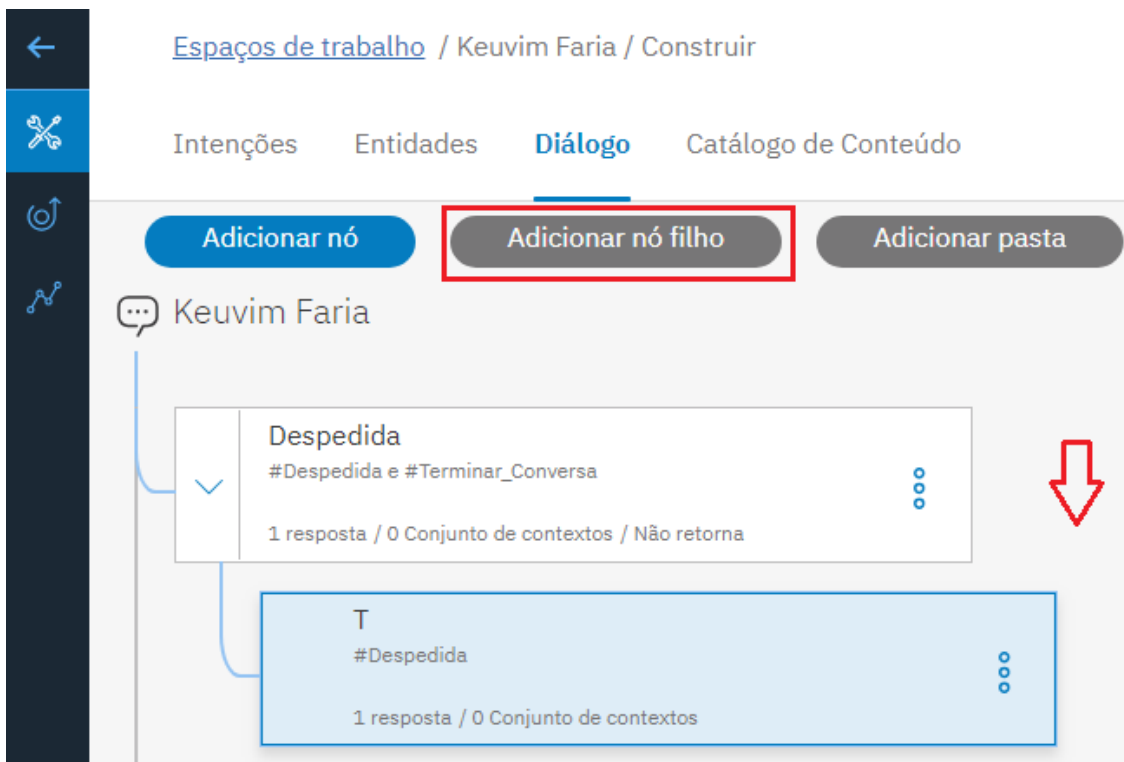 Espaços de trabalho / Keuvim Faria / Construir
Intenções Entidades Diálogo Catálogo de Conteúdo
Adicionar nó Adicionar nó filho Adicionar pasta
Keuvim Faria
Despedida
#Despedida e #Terminar_Conversa
1 resposta / 0 Conjunto de contextos / Não retorna
T
#Despedida
1 resposta / 0 Conjunto de contextos